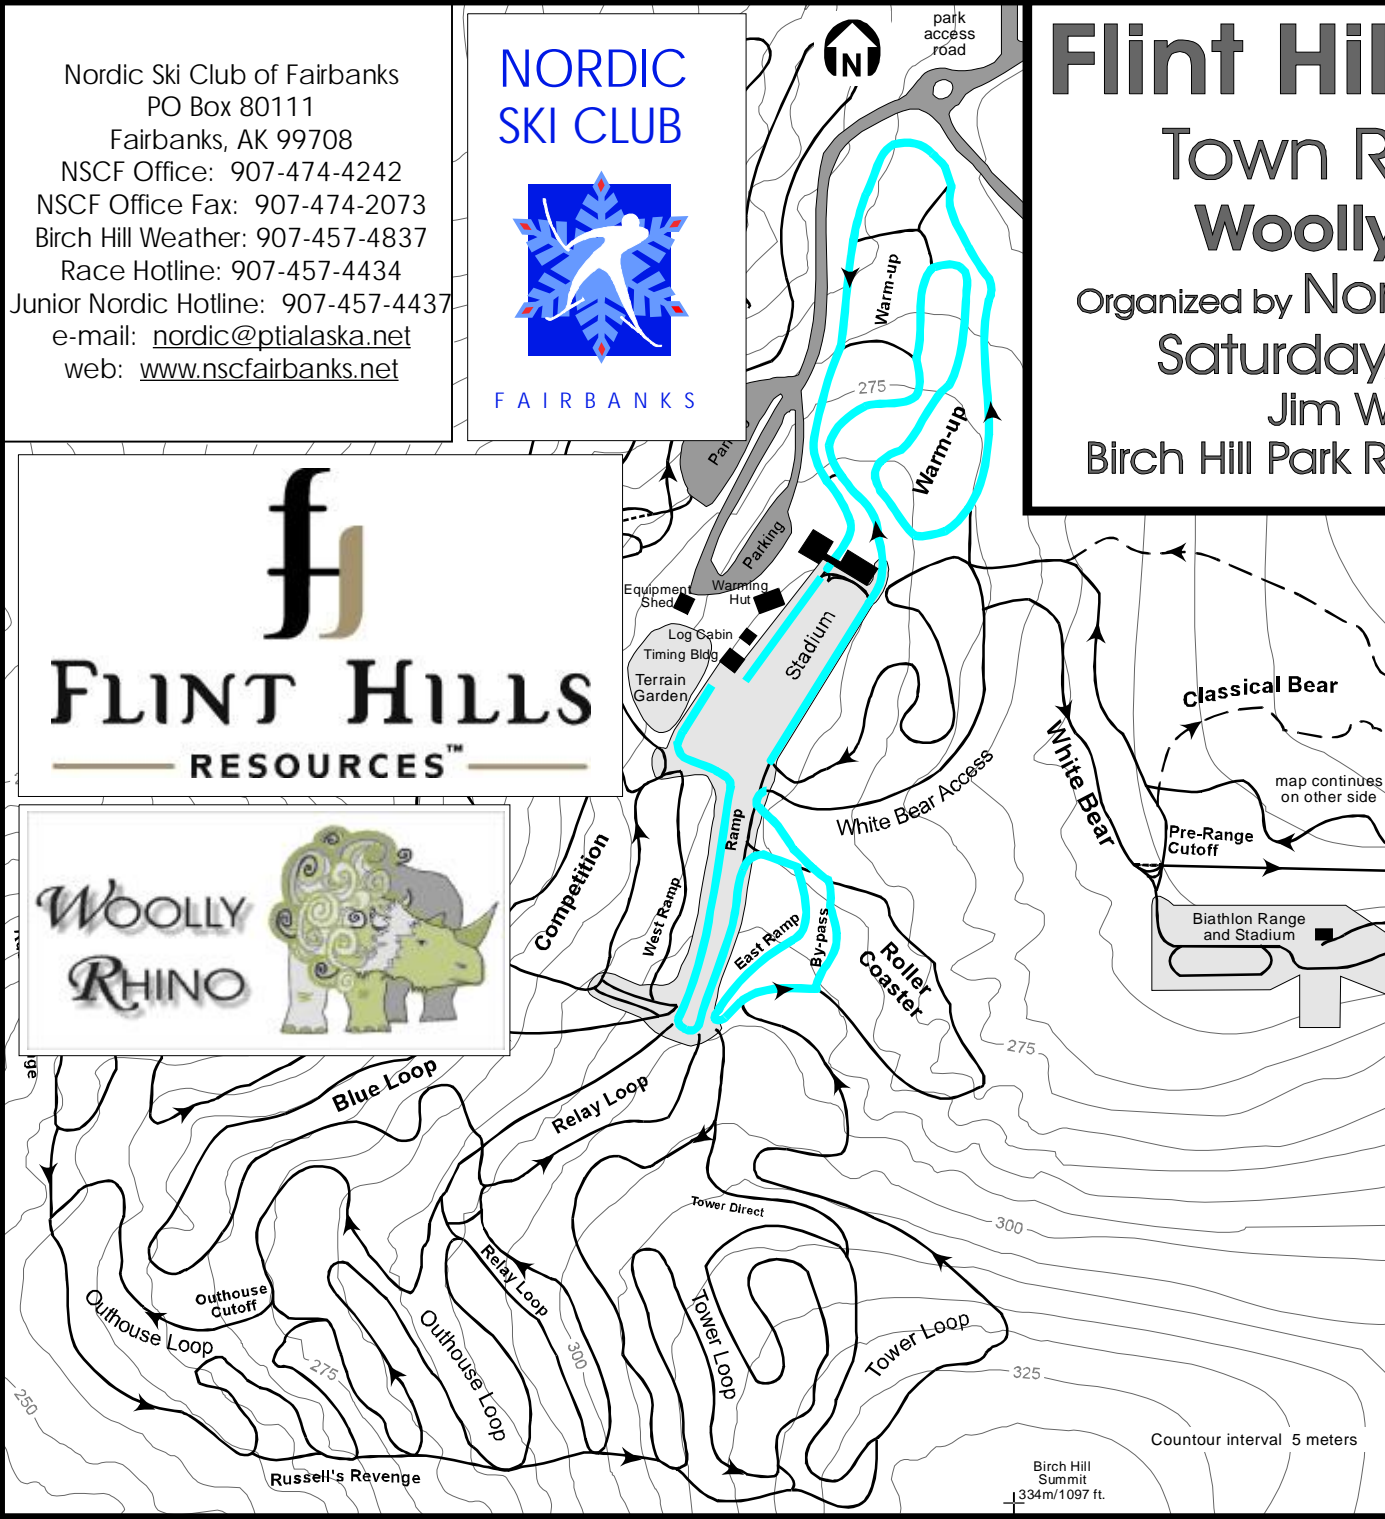 Nordic Ski Club of Fairbanks
PO Box 80111
Fairbanks, AK 99708
NSCF Office: 907-474-4242
NSCF Office Fax: 907-474-2073
Birch Hill Weather: 907-457-4837
Race Hotline: 907-457-4434
Junior Nordic Hotline: 907-457-4437
e-mail: nordic@ptialaska.net
web: www.nscfairbanks.net
NORDIC
SKI CLUB
FAIRBANKS
N
park
access
road
Flint Hil
Town R
Woolly
Organized by Nor
Saturday
Jim W
Birch Hill Park R
FLINT HILLS
RESOURCES™
WOOLLY
RHINO
Warm-up
275
Warm-up
Parking
Equipment
Shed
Warming
Hut
Log Cabin
Timing Bldg
Terrain
Garden
Stadium
Classical Bear
White Bear
White Bear Access
map continues
on other side
Pre-Range
Cutoff
Ramp
Competition
West Ramp
East Ramp
By-pass
Roller
Coaster
Biathlon Range
and Stadium
275
Blue Loop
Relay Loop
Tower Direct
300
Relay Loop
Outhouse
Cutoff
Outhouse Loop
275
Outhouse Loop
300
Tower Loop
Tower Loop
325
250
Russell's Revenge
Countour interval 5 meters
Birch Hill
Summit
334m/1097 ft.